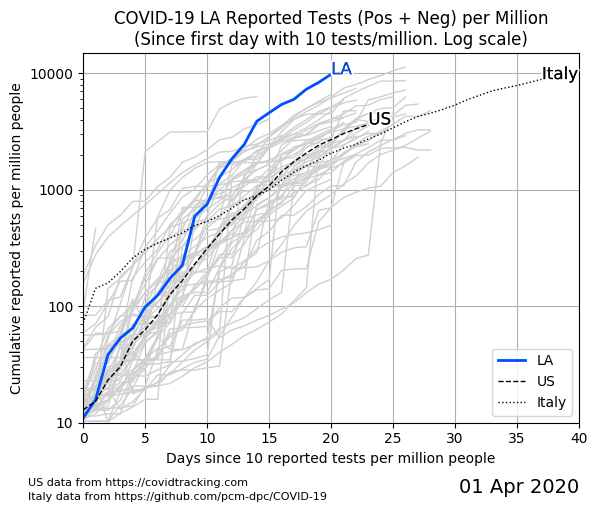 COVID-19 LA Reported Tests (Pos + Neg) per Million
(Since first day with 10 tests/million. Log scale)
Cumulative reported tests per million people
10000
1000
100
10
LA
US
Italy
LA
US
Italy
0 5 10 15 20 25 30 35 40
Days since 10 reported tests per million people
US data from https://covidtracking.com
Italy data from https://github.com/pcm-dpc/COVID-19
01 Apr 2020